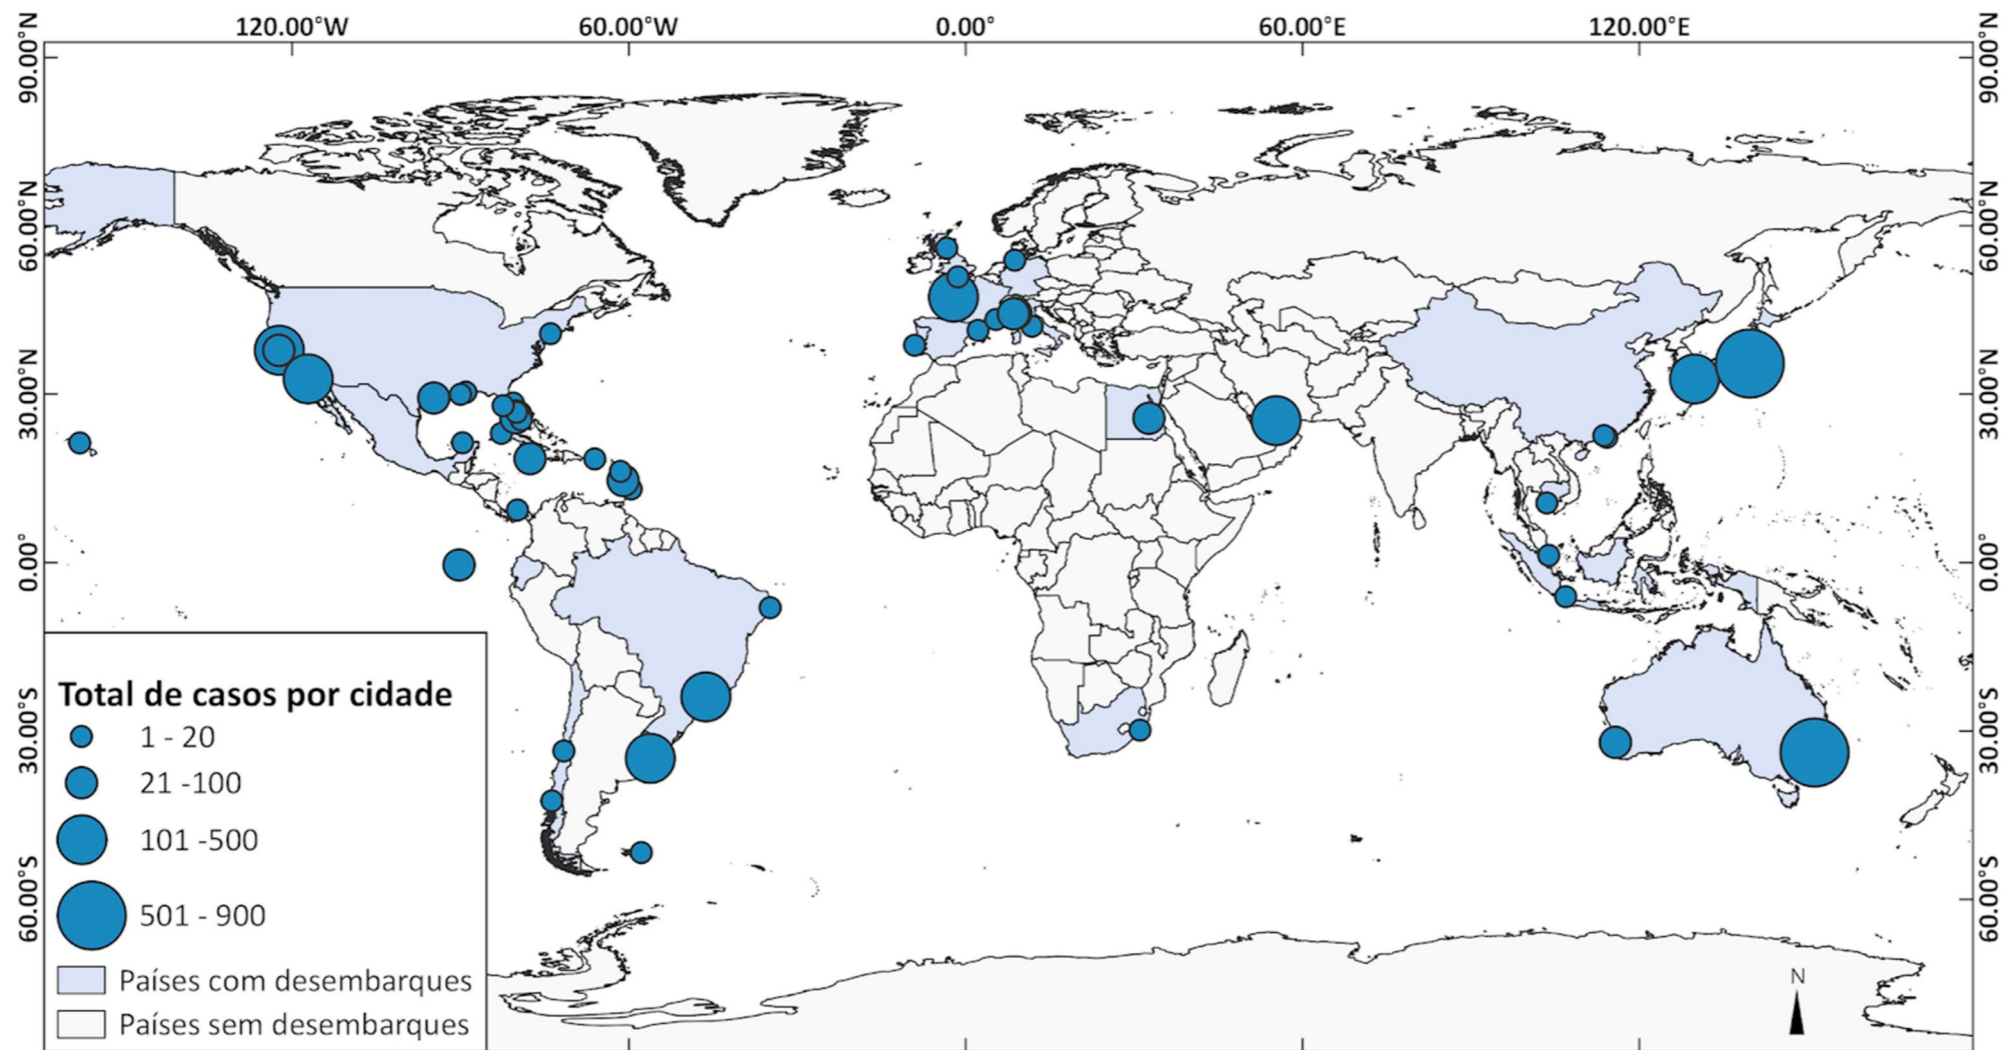 120.00°W 60.00°W 0.00° 60.00°E 120.00°E
90.00°N 90.00°N
60.00°N 60.00°N
30.00°N 30.00°N
0.00° 0.00°
30.00°S 30.00°S
60.00°S 60.00°S
Total de casos por cidade
1 - 20
21 -100
101 -500
501 - 900
Países com desembarques
Países sem desembarques
N